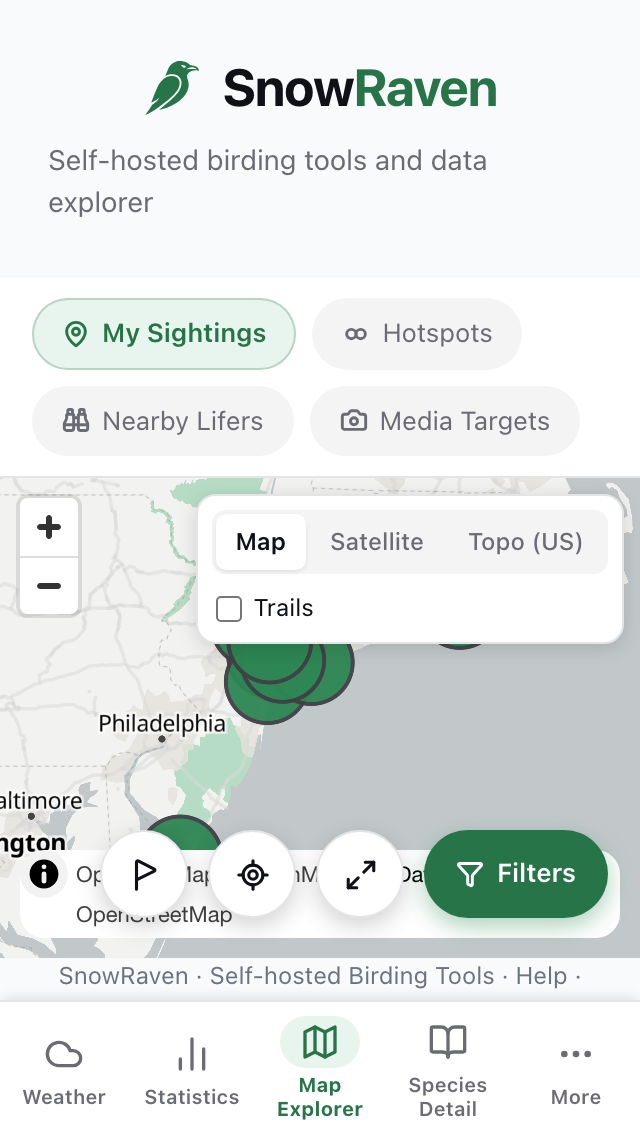 SnowRaven
Self-hosted birding tools and data
explorer
My Sightings
Hotspots
Nearby Lifers
Media Targets
+
−
Map
Satellite
Topo (US)
Trails
Philadelphia
altimore
ngton
OpenStreetMap
Filters
SnowRaven · Self-hosted Birding Tools · Help ·
Weather
Statistics
Map
Explorer
Species
Detail
More